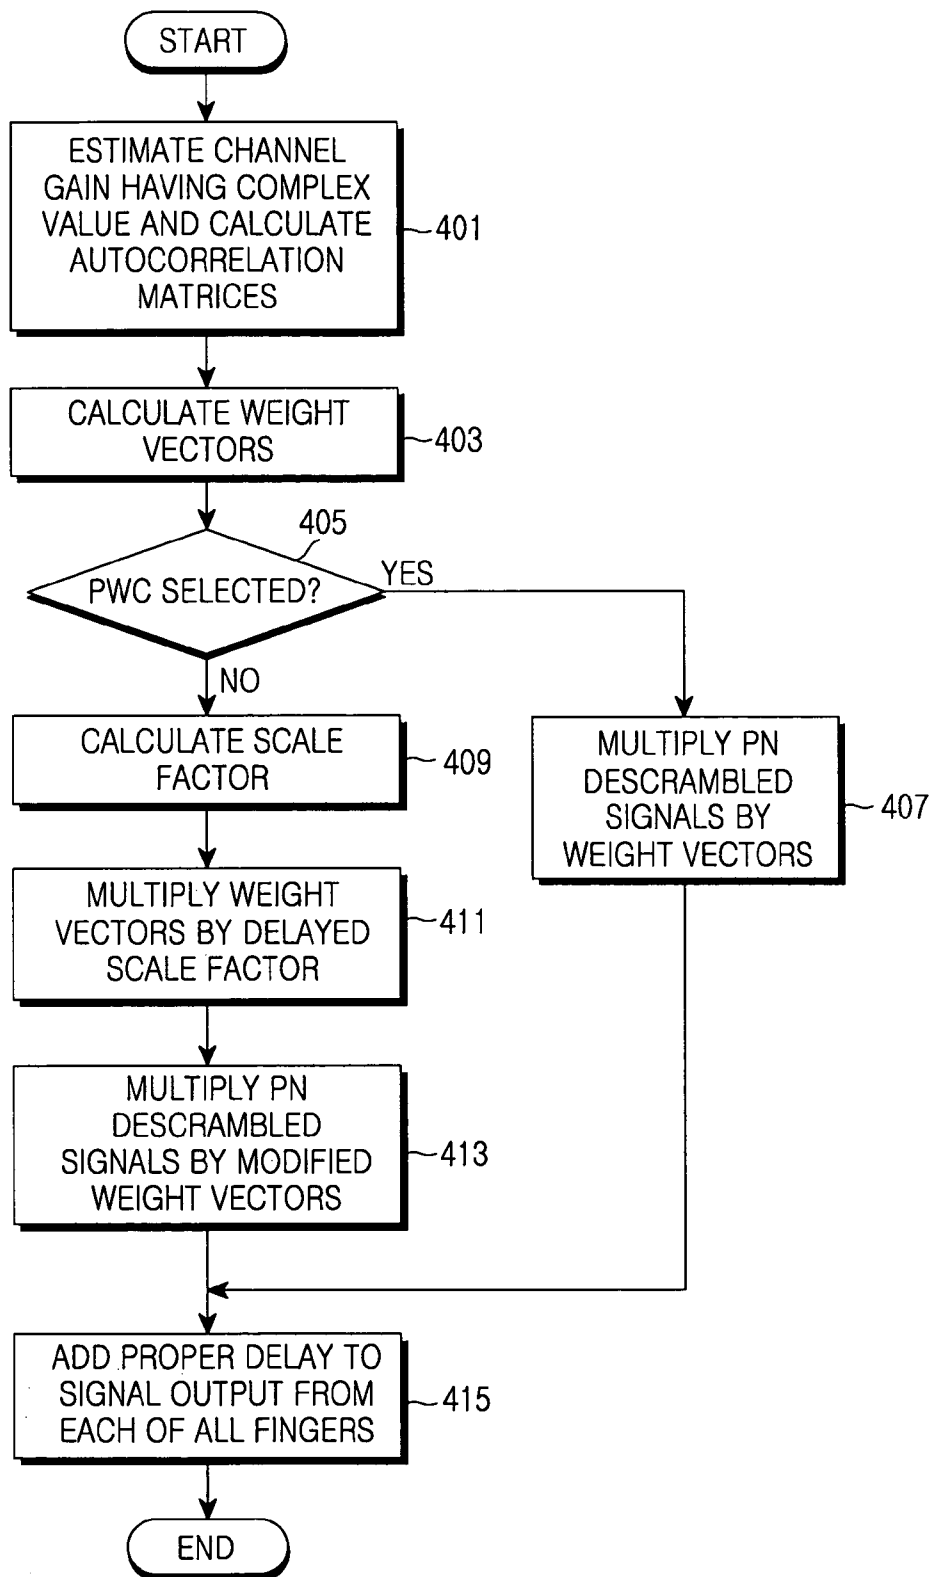 START
ESTIMATE CHANNEL
GAIN HAVING COMPLEX
VALUE AND CALCULATE
AUTOCORRELATION
MATRICES
401
CALCULATE WEIGHT
VECTORS
403
405
PWC SELECTED?
YES
NO
CALCULATE SCALE
FACTOR
409
MULTIPLY PN
DESCRAMBLED
SIGNALS BY
WEIGHT VECTORS
407
MULTIPLY WEIGHT
VECTORS BY DELAYED
SCALE FACTOR
411
MULTIPLY PN
DESCRAMBLED
SIGNALS BY MODIFIED
WEIGHT VECTORS
413
ADD PROPER DELAY TO
SIGNAL OUTPUT FROM
EACH OF ALL FINGERS
415
END